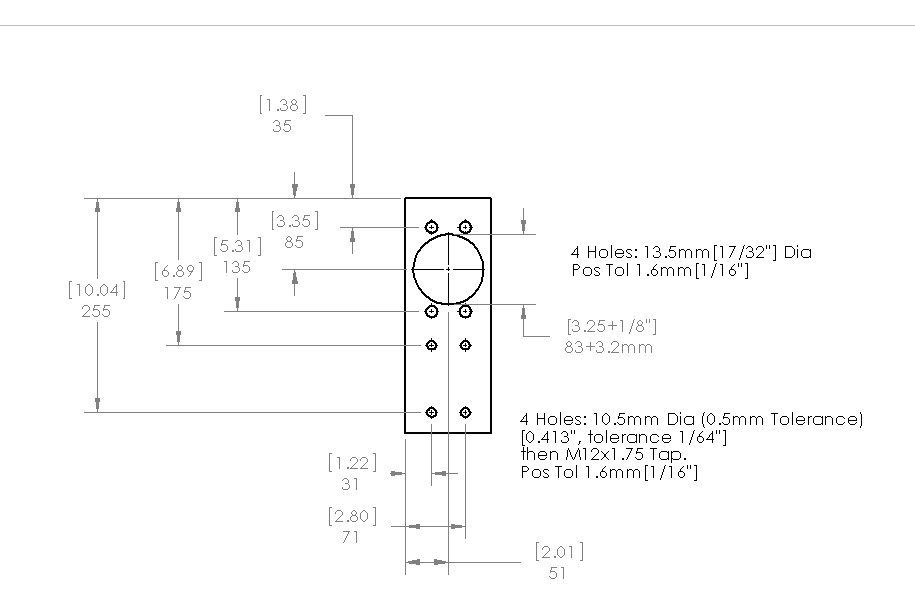 [1.38]
35
[3.35]
85
[5.31]
135
[6.89]
175
[10.04]
255
4 Holes: 13.5mm[17/32"] Dia
Pos Tol 1.6mm[1/16"]
[3.25+1/8"]
83+3.2mm
4 Holes: 10.5mm Dia (0.5mm Tolerance)
[0.413", tolerance 1/64"]
then M12x1.75 Tap.
Pos Tol 1.6mm[1/16"]
[1.22]
31
[2.80]
71
[2.01]
51